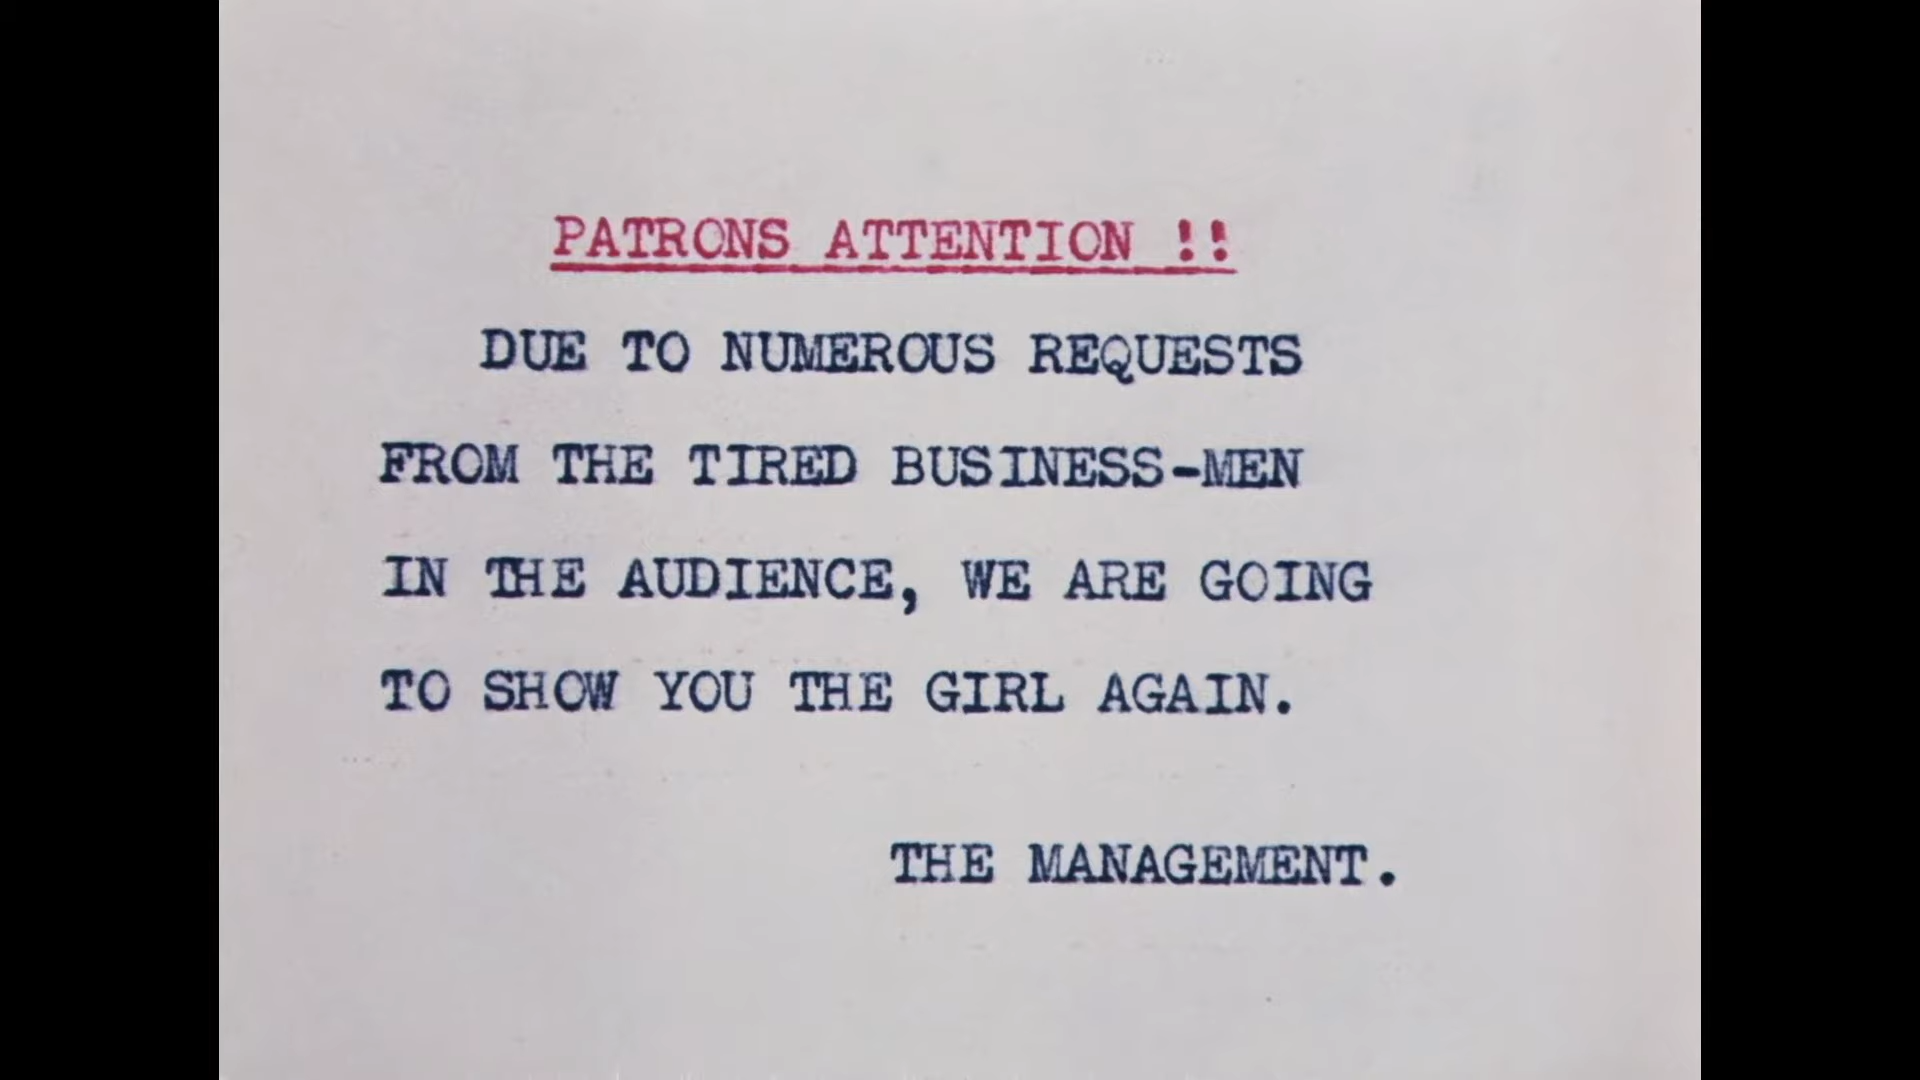 PATRONS ATTENTION !!
DUE TO NUMEROUS REQUESTS
FROM THE TIRED BUSINESS-MEN
IN THE AUDIENCE, WE ARE GOING
TO SHOW YOU THE GIRL AGAIN.
THE MANAGEMENT.